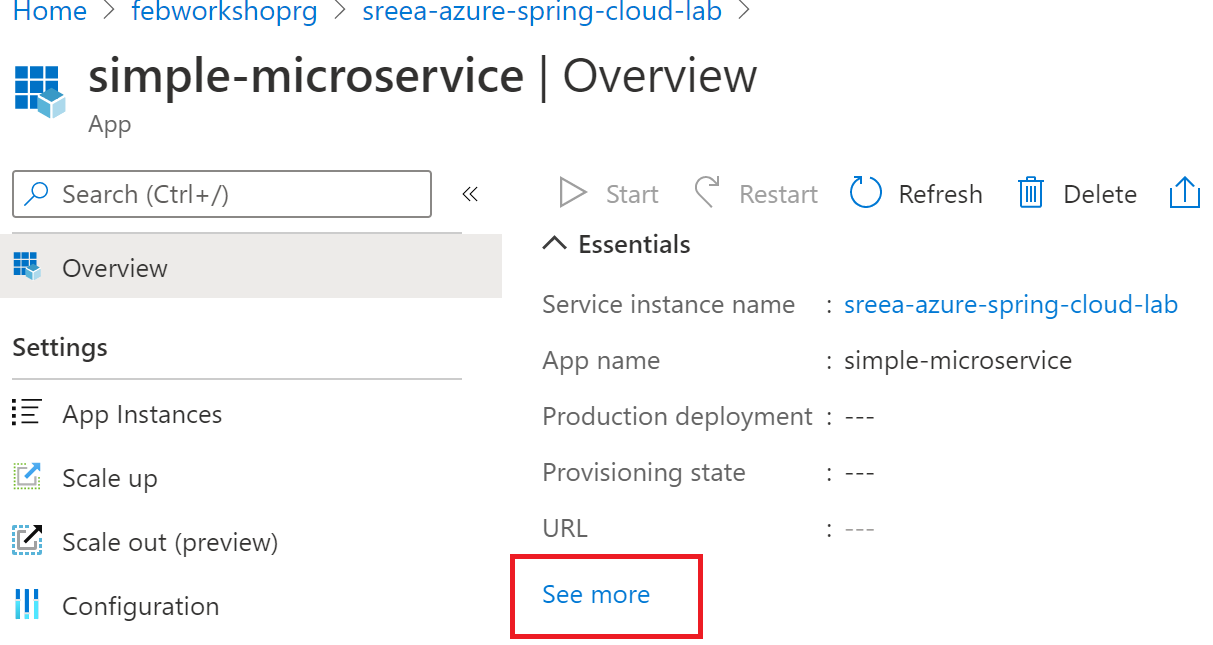 Home > febworkshoprg > sreea-azure-spring-cloud-lab >
simple-microservice | Overview
App
Search (Ctrl+/)
«
Start
Restart
Refresh
Delete
Overview
Settings
App Instances
Scale up
Scale out (preview)
Configuration
Essentials
Service instance name : sreea-azure-spring-cloud-lab
App name : simple-microservice
Production deployment : ---
Provisioning state : ---
URL : ---
See more